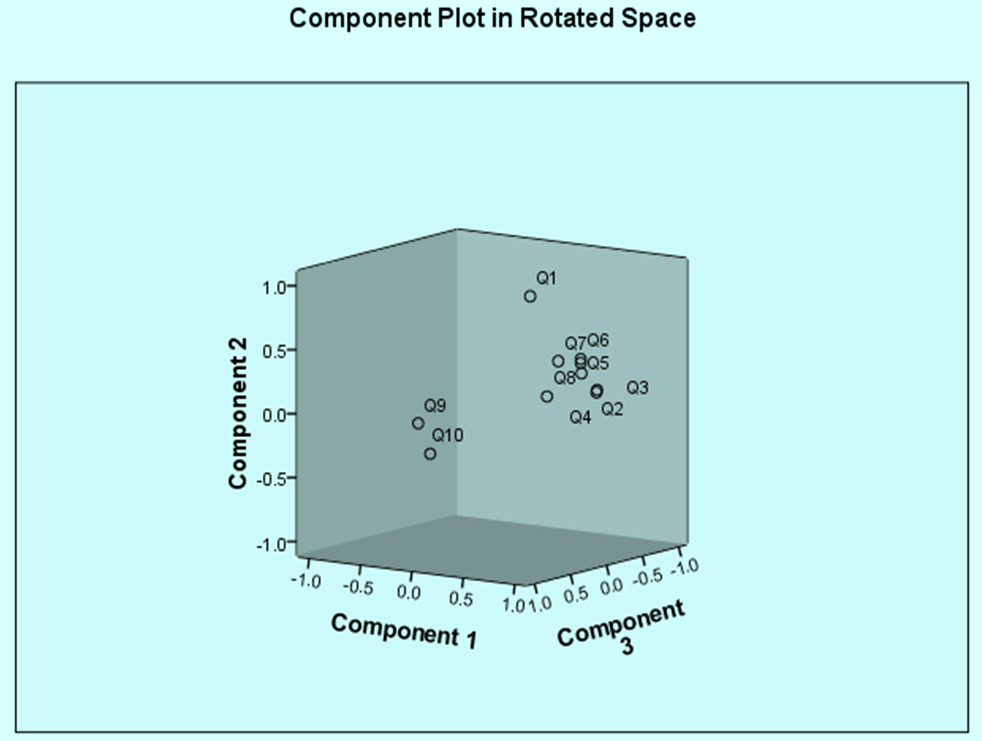 Component Plot in Rotated Space
Q1
1.0
Q7 Q6
0.5
Q5
Q8
Q3
Q9
Q2
0.0
Q4
Q10
Component 2
-0.5
-1.0
-1.0 -0.5 0.0 0.5 1.0 1.0 0.5 0.0 -0.5 -1.0
Component 1
Component
3